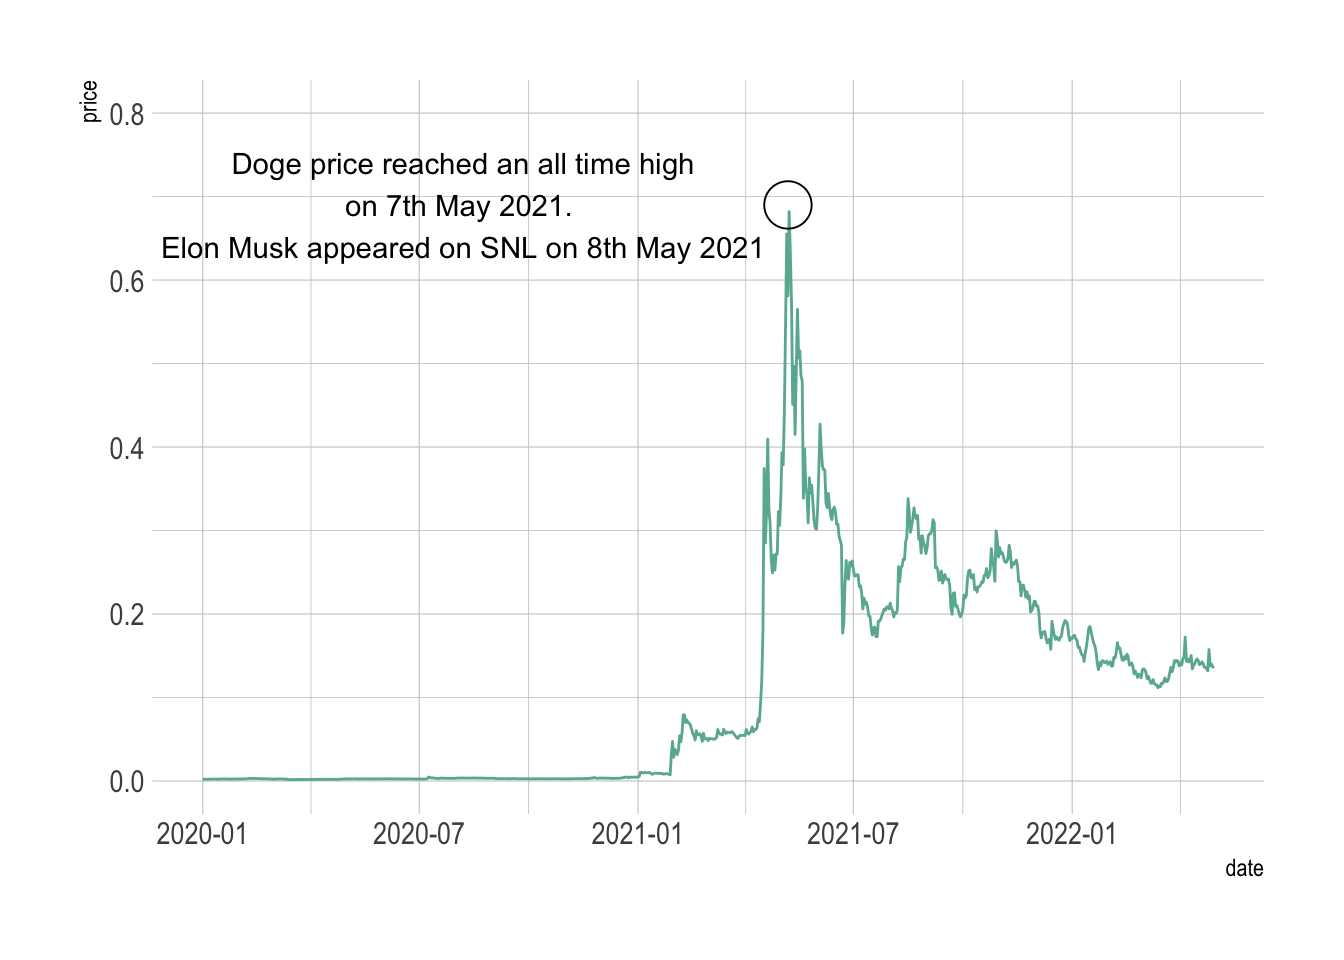 price
0.8
Doge price reached an all time high
on 7th May 2021.
Elon Musk appeared on SNL on 8th May 2021
0.6
0.4
0.2
0.0
2020-01 2020-07 2021-01 2021-07 2022-01
date